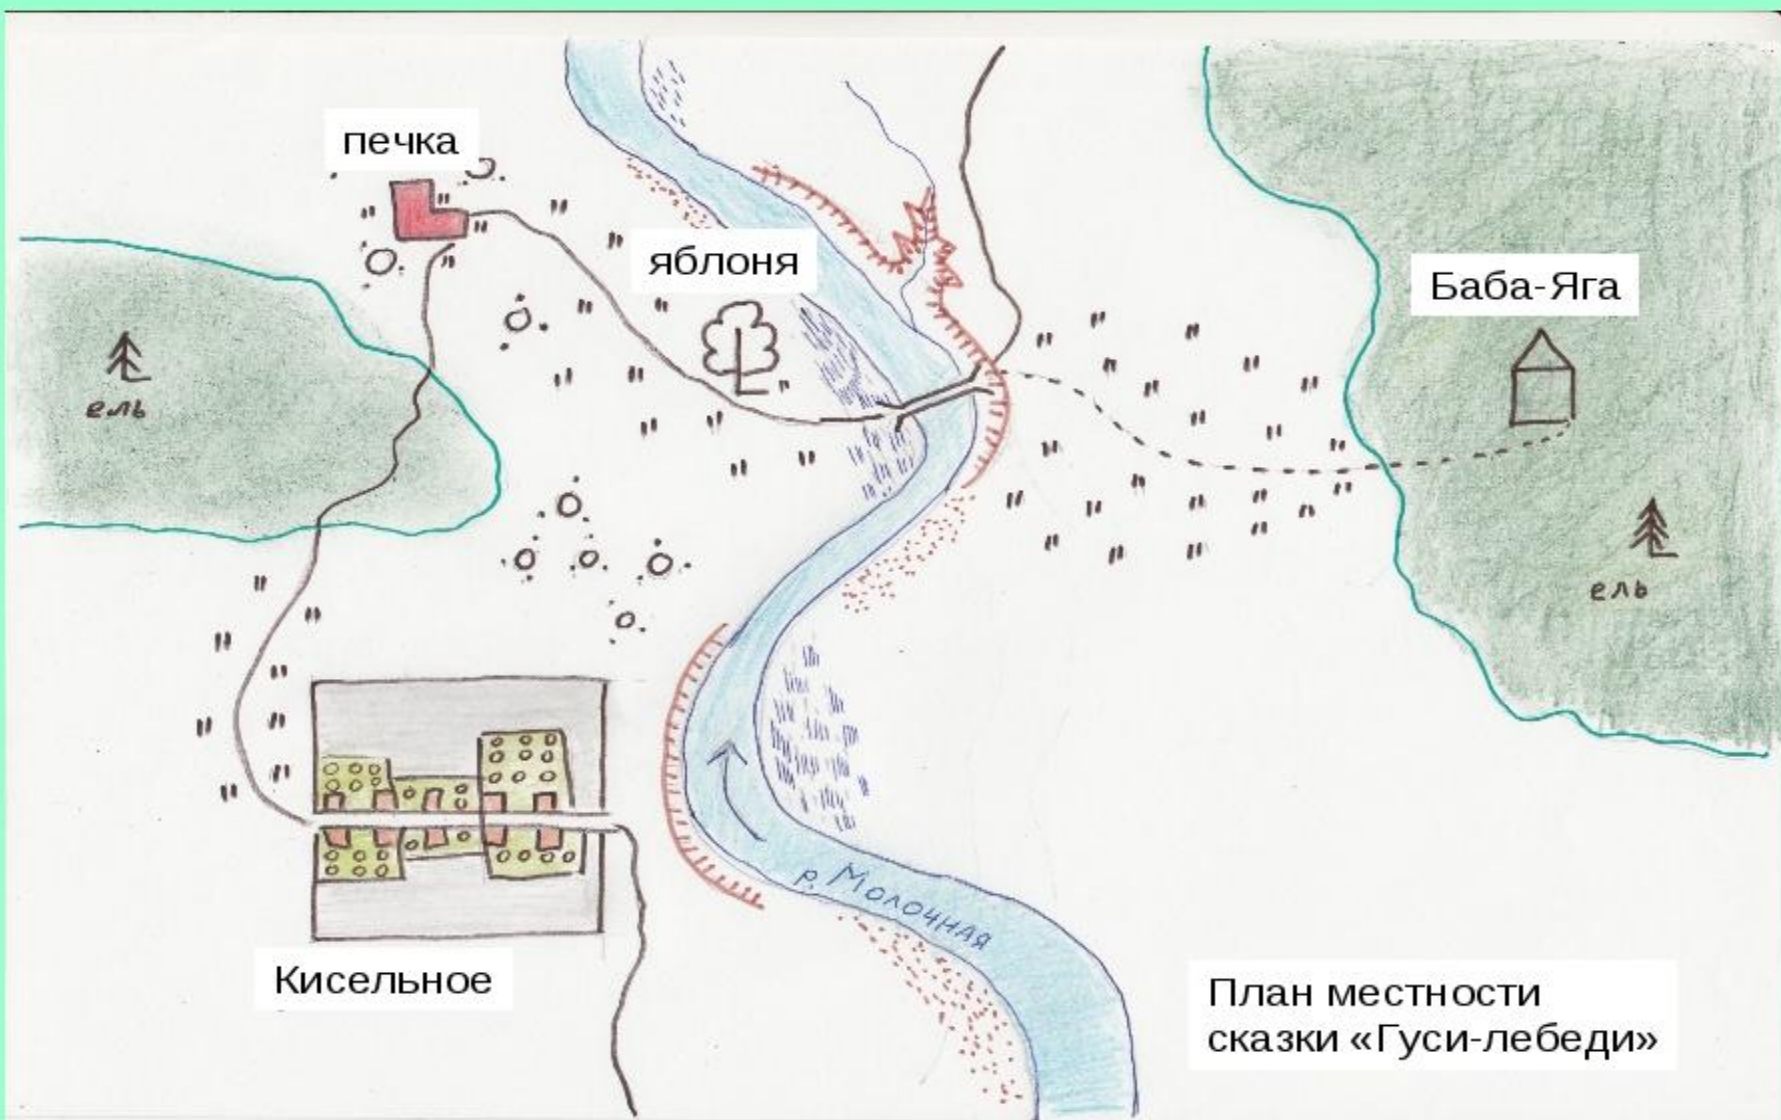 печка
яблоня
Баба-Яга
ель
ель
р. Молочная
Кисельное
План местности
сказки «Гуси-лебеди»